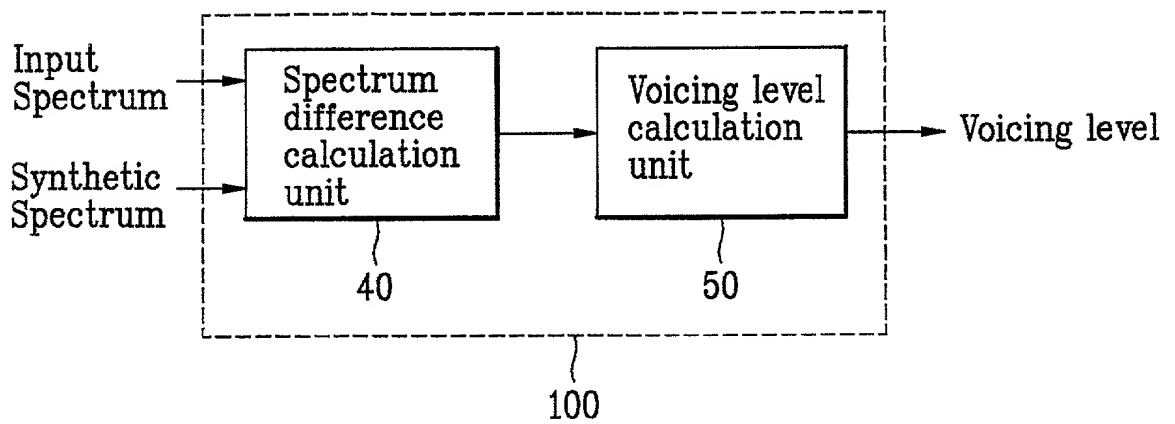 Input
Spectrum
Synthetic
Spectrum
Spectrum
difference
calculation
unit
Voicing level
calculation
unit
Voicing level
40
50
100